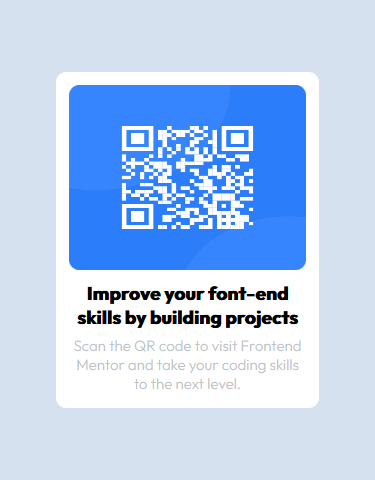 Improve your font-end
skills by building projects
Scan the QR code to visit Frontend
Mentor and take your coding skills
to the next level.